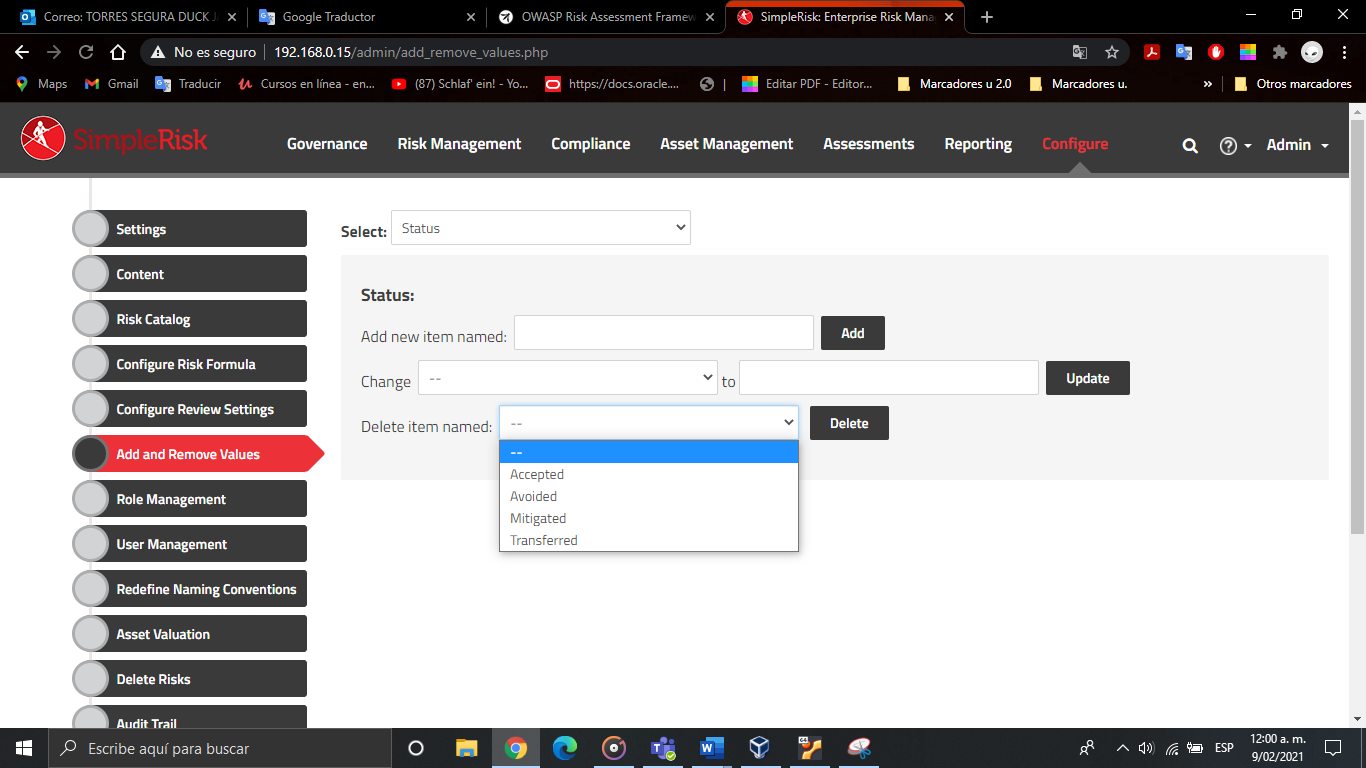 Correo: TORRES SEGURA DUCK J
Google Traductor
OWASP Risk Assessment Framew
SimpleRisk: Enterprise Risk Mana
No es seguro | 192.168.0.15/admin/add_remove_values.php
Maps
Gmail
Traducir
Cursos en línea - en...
(87) Schlaf' ein! - Yo...
https://docs.oracle....
Editar PDF - Editor...
Marcadores u 2.0
Marcadores u.
»
Otros marcadores
SimpleRisk
Governance
Risk Management
Compliance
Asset Management
Assessments
Reporting
Configure
Admin
Settings
Content
Risk Catalog
Configure Risk Formula
Configure Review Settings
Add and Remove Values
Role Management
User Management
Redefine Naming Conventions
Asset Valuation
Delete Risks
Audit Trail
Select: Status
Status:
Add new item named: Add
Change -- to Update
Delete item named: -- Delete
--
Accepted
Avoided
Mitigated
Transferred
Escribe aquí para buscar
ESP
12:00 a. m.
9/02/2021